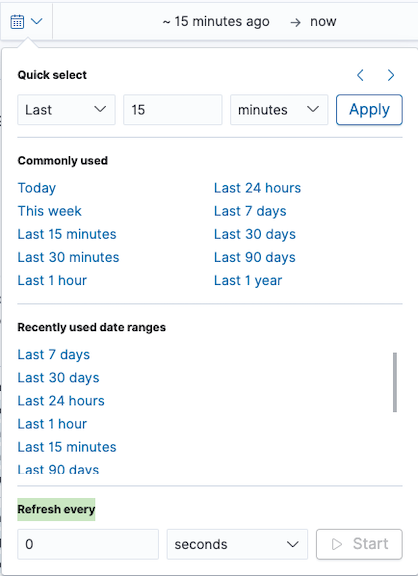 ~ 15 minutes ago → now
Quick select
Last 15 minutes Apply
Commonly used
Today Last 24 hours
This week Last 7 days
Last 15 minutes Last 30 days
Last 30 minutes Last 90 days
Last 1 hour Last 1 year
Recently used date ranges
Last 7 days
Last 30 days
Last 24 hours
Last 1 hour
Last 15 minutes
Last 90 days
Refresh every
0 seconds Start